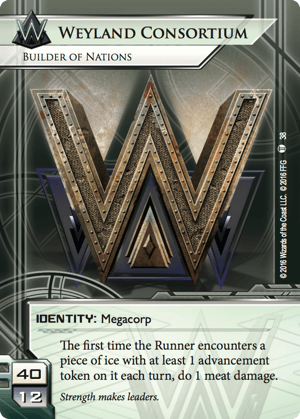 Weyland Consortium
Builder of Nations
W
© 2016 Wizards of the Coast LLC. © 2016 FFG 38
IDENTITY: Megacorp
The first time the Runner encounters a
piece of ice with at least 1 advancement
token on it each turn, do 1 meat damage.
40
12
Strength makes leaders.